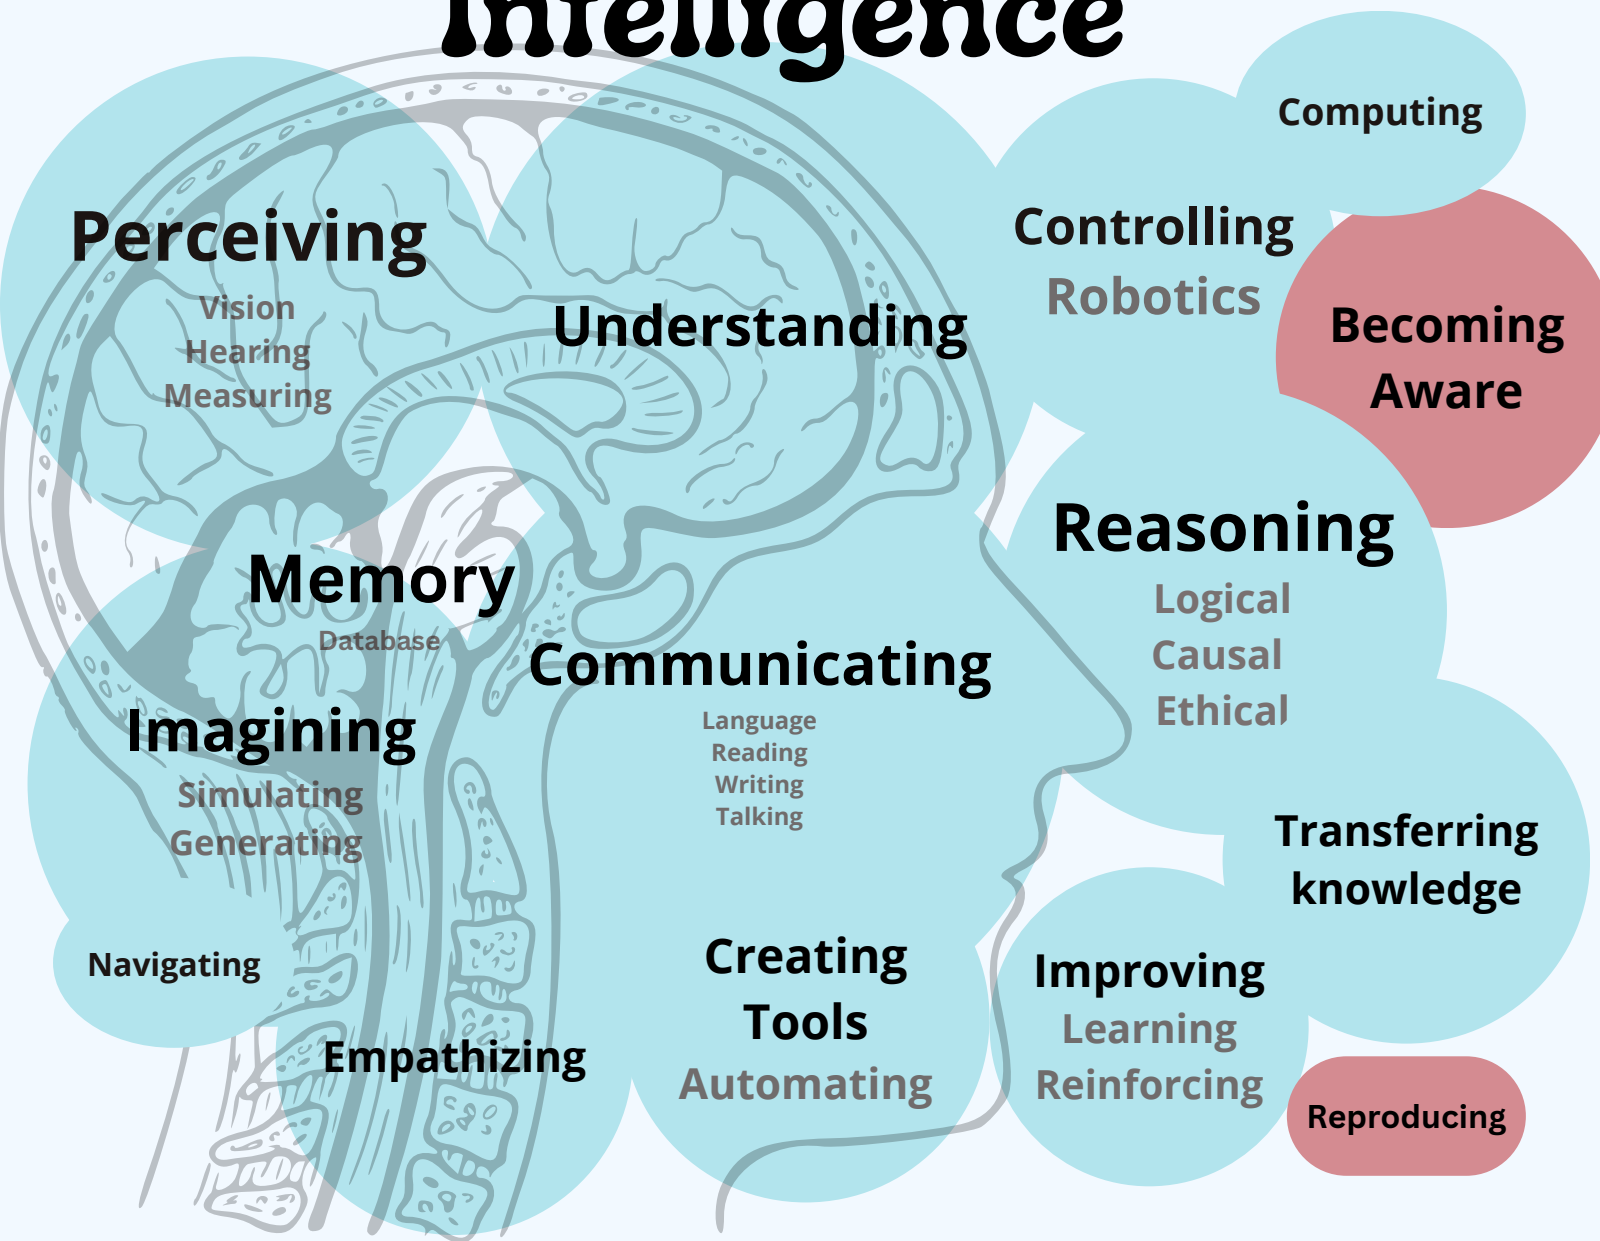 Intelligence
Computing
Perceiving
Vision
Hearing
Measuring
Understanding
Controlling
Robotics
Becoming
Aware
Reasoning
Logical
Causal
Ethical
Memory
Database
Communicating
Language
Reading
Writing
Talking
Imagining
Simulating
Generating
Transferring
knowledge
Navigating
Creating
Tools
Automating
Improving
Learning
Reinforcing
Empathizing
Reproducing